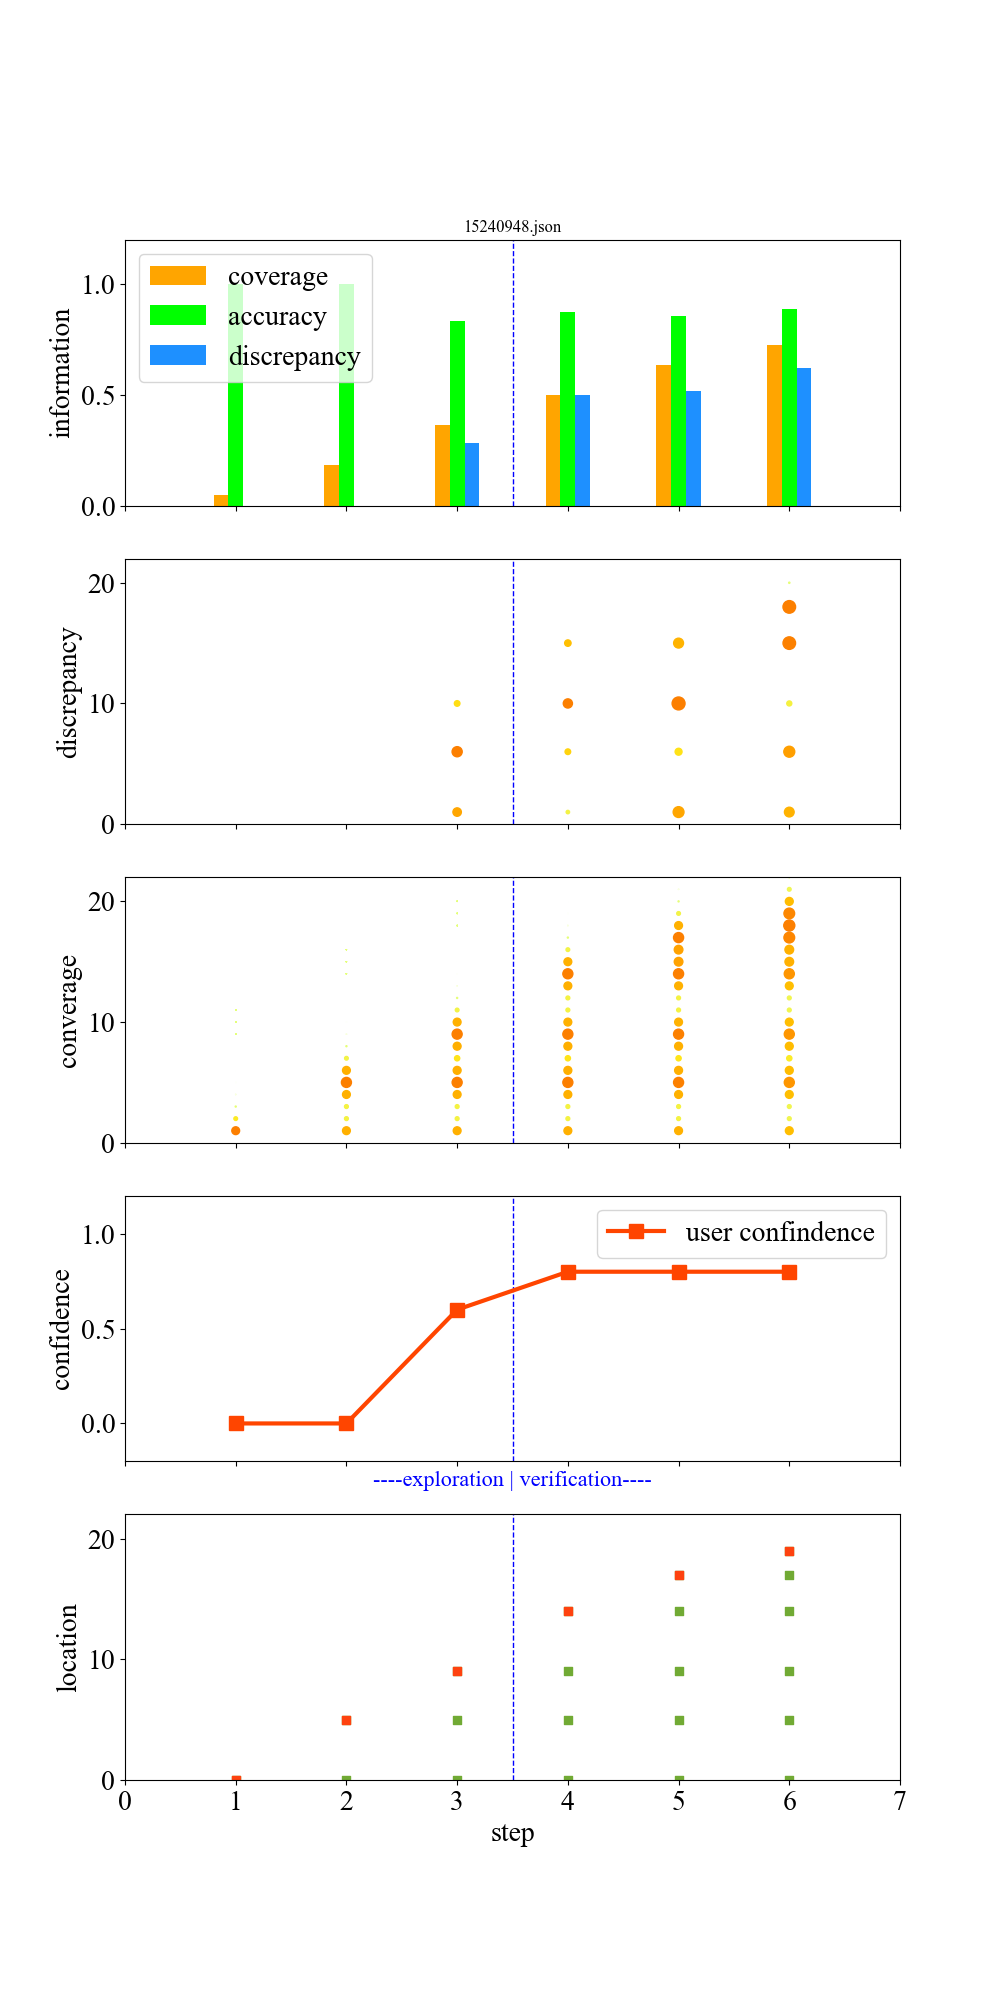 15240948.json
coverage
accuracy
discrepancy
information
1.0
0.5
0.0
discrepancy
20
10
0
converage
20
10
0
user confindence
confidence
1.0
0.5
0.0
----exploration | verification----
location
20
10
0
0 1 2 3 4 5 6 7
step